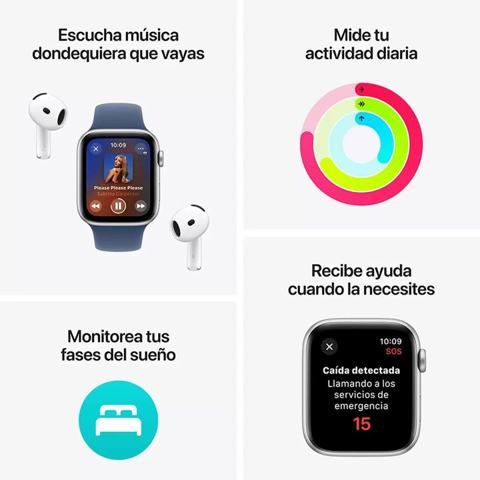 Escucha música
dondequiera que vayas
10:09
Please Please Please
Sabrina Carpenter
Mide tu
actividad diaria
Monitorea tus
fases del sueño
Recibe ayuda
cuando la necesites
10:09
SOS
Caída detectada
Llamando a los
servicios de
emergencia
15